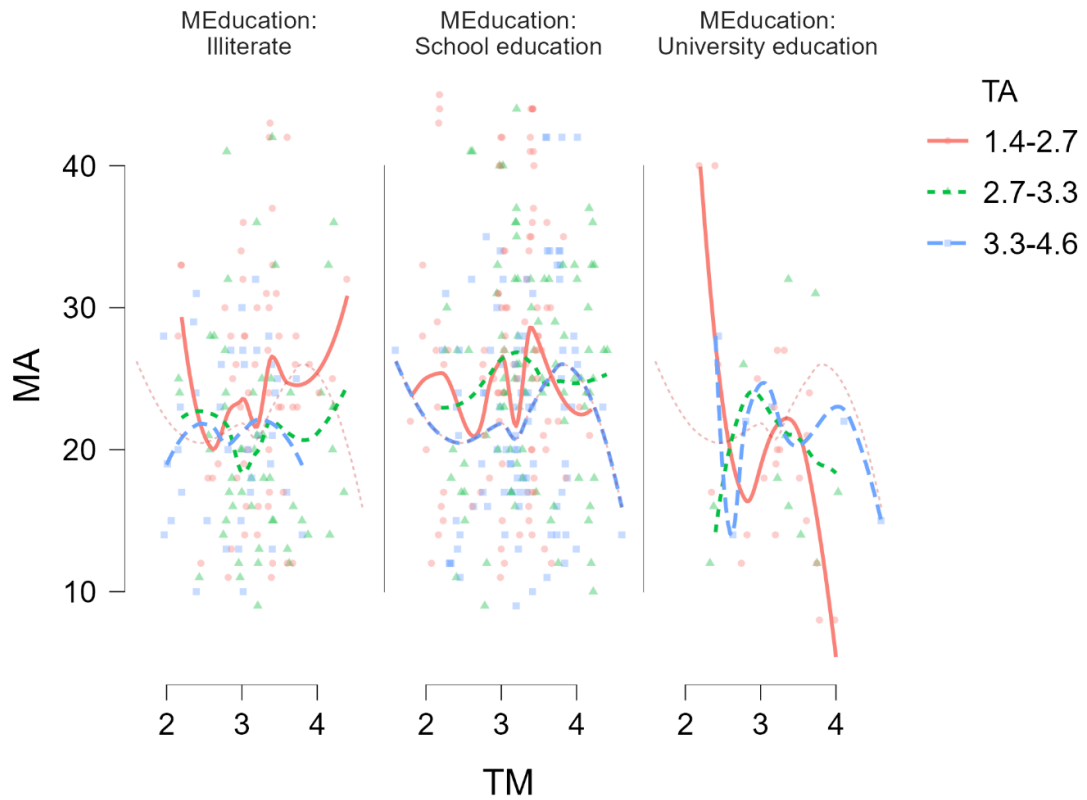 MEducation:
Illiterate
MEducation:
School education
MEducation:
University education
TA
1.4-2.7
2.7-3.3
3.3-4.6
MA
40
30
20
10
2 3 4
2 3 4
2 3 4
TM